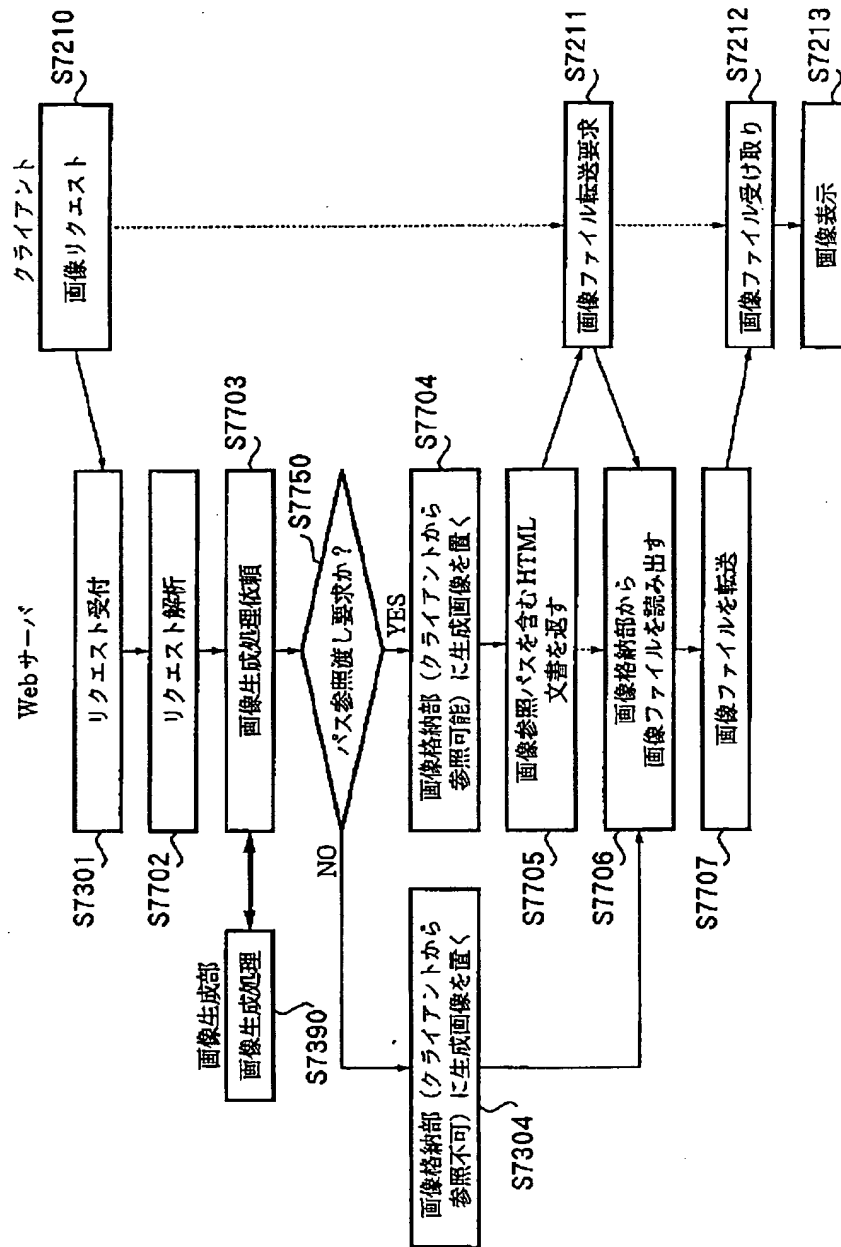 クライアント
画像リクエスト
S7210
Webサーバ
リクエスト受付
S7301
リクエスト解析
S7702
画像生成処理依頼
S7703
画像生成部
画像生成処理
S7390
パス参照渡し要求か？
S7750
YES
NO
画像格納部（クライアントから
参照可能）に生成画像を置く
S7704
画像格納部（クライアントから
参照不可）に生成画像を置く
S7304
画像参照パスを含むHTML
文書を返す
S7705
画像ファイル転送要求
S7211
画像格納部から
画像ファイルを読み出す
S7706
画像ファイルを転送
S7707
画像ファイル受け取り
S7212
画像表示
S7213